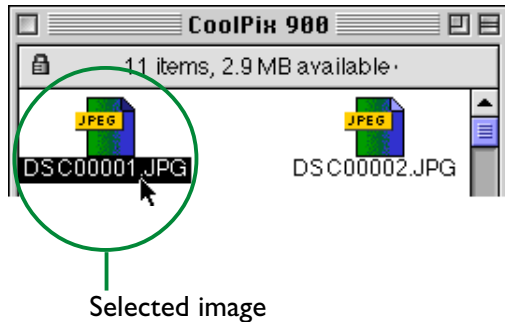 CoolPix 900
11 items, 2.9 MB available
JPEG JPEG
DSC00001.JPG DSC00002.JPG
Selected image